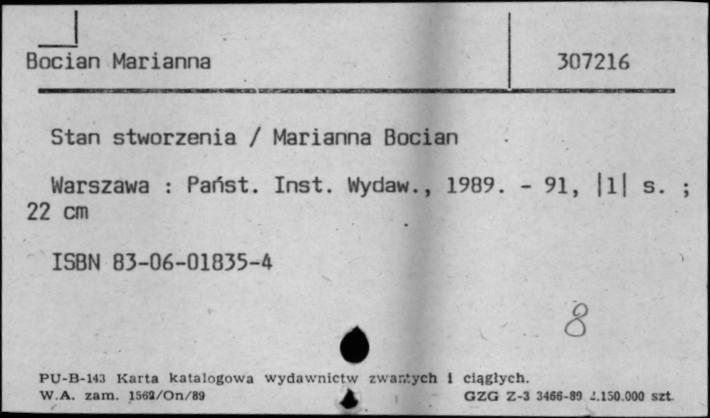 Bocian Marianna 307216
Stan stworzenia / Marianna Bocian
Warszawa : Państ. Inst. Wydaw., 1989. - 91, |1| s. ;
22 cm
ISBN 83-06-01835-4
8
PU-B-143 Karta katalogowa wydawnictw zwartych i ciągłych.
W.A. zam. 1562/On/89 GZG Z-3 3466-89 2.150.000 szt.